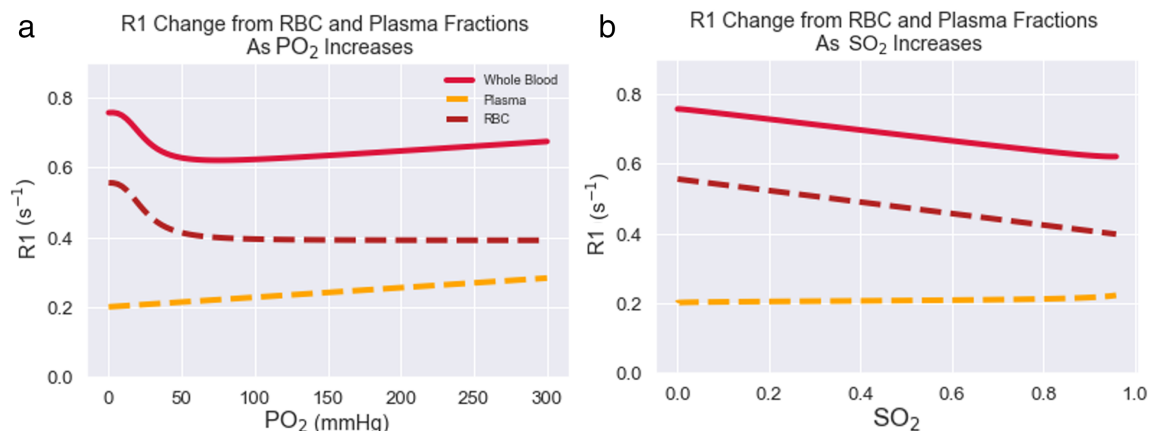 a
R1 Change from RBC and Plasma Fractions
As PO₂ Increases
Whole Blood
Plasma
RBC
0.8
0.6
0.4
0.2
0.0
R1 (s⁻¹)
0 50 100 150 200 250 300
PO₂ (mmHg)
b
R1 Change from RBC and Plasma Fractions
As SO₂ Increases
0.8
0.6
0.4
0.2
0.0
R1 (s⁻¹)
0.0 0.2 0.4 0.6 0.8 1.0
SO₂